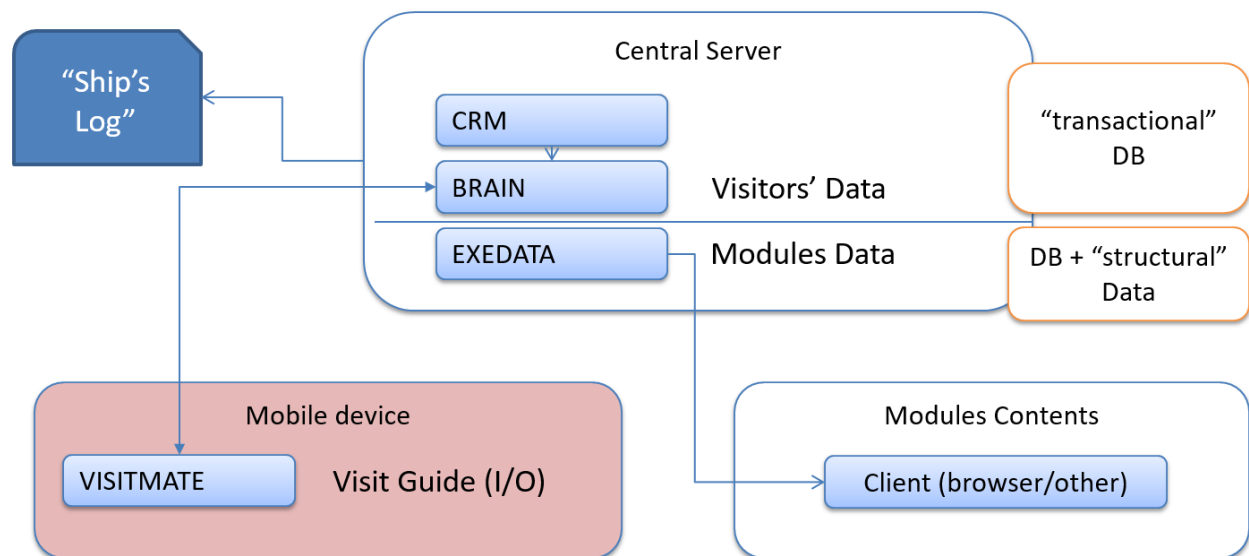 “Ship’s
Log”
Central Server
CRM
BRAIN
Visitors’ Data
EXEDATA
Modules Data
“transactional”
DB
DB + “structural”
Data
Mobile device
VISITMATE
Visit Guide (I/O)
Modules Contents
Client (browser/other)